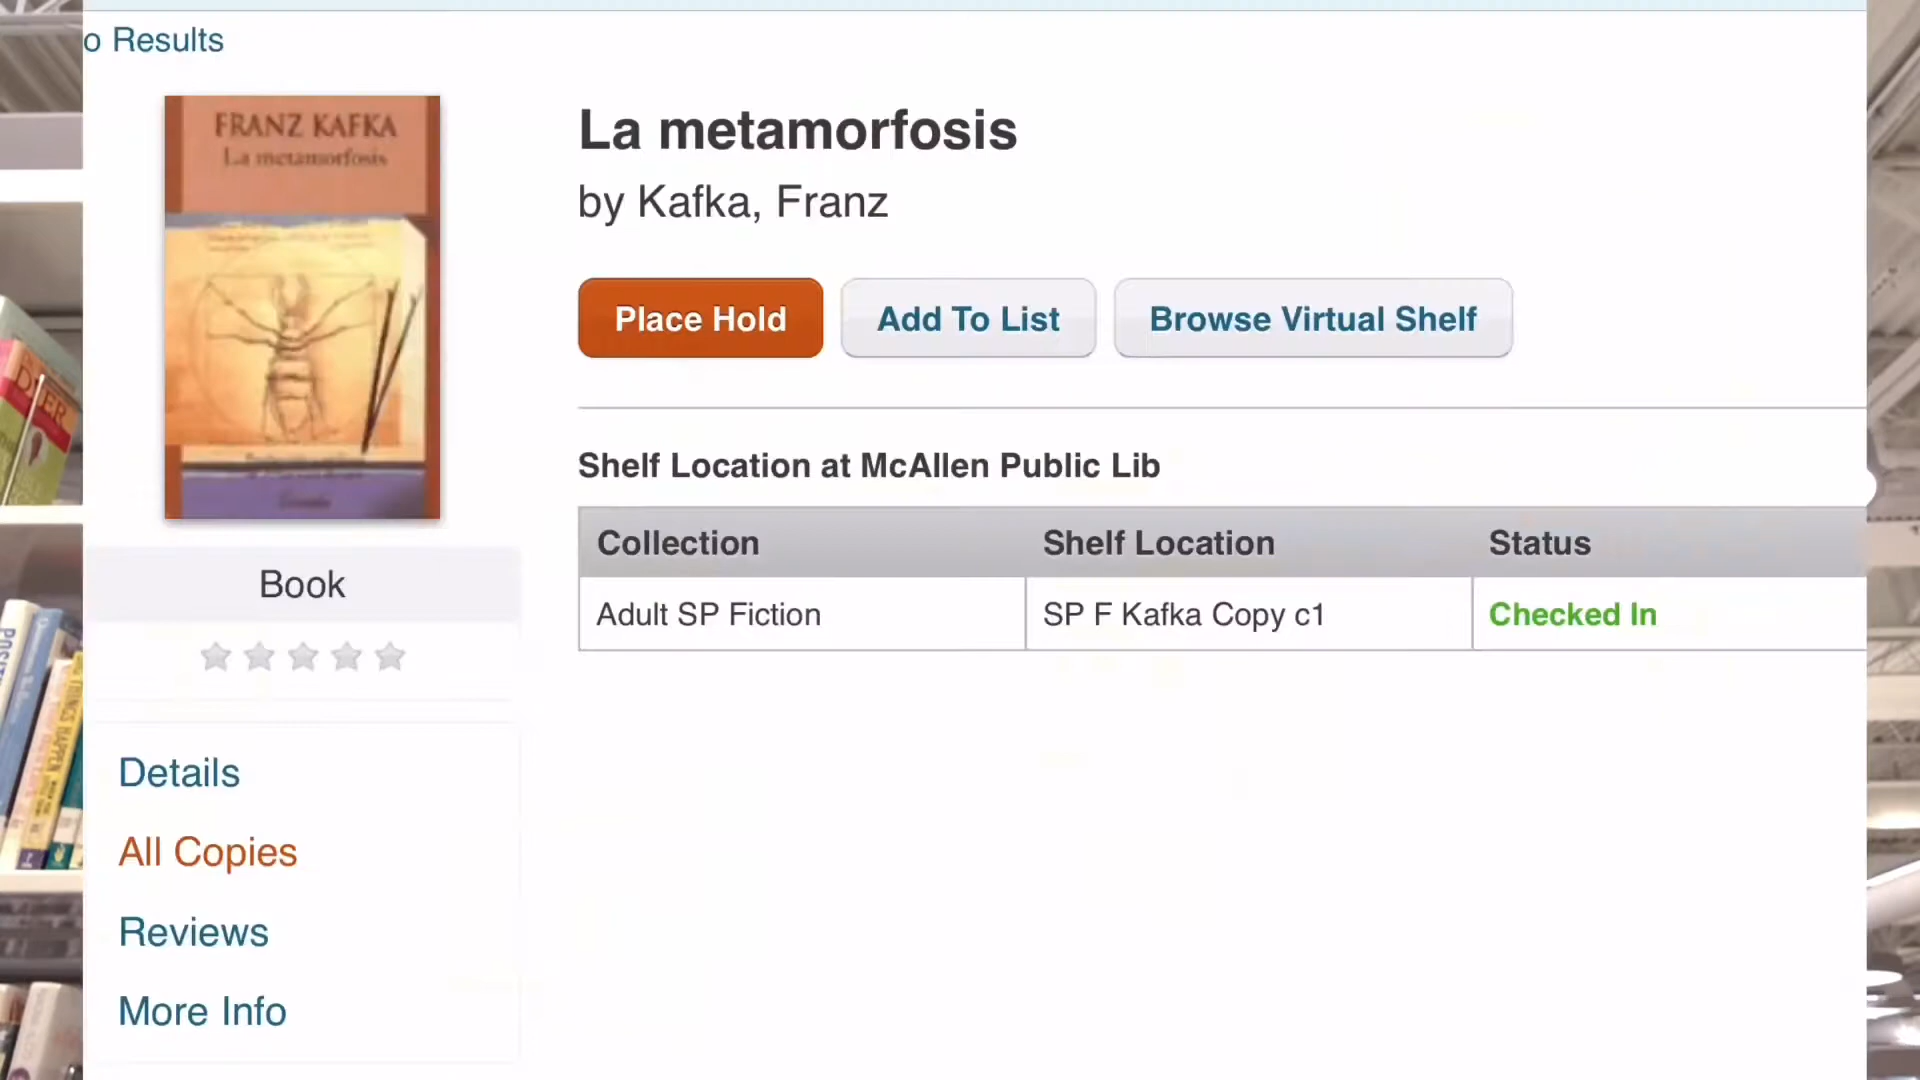 o Results
FRANZ KAFKA
La metamorfosis
La metamorfosis
by Kafka, Franz
Place Hold
Add To List
Browse Virtual Shelf
Shelf Location at McAllen Public Lib
Collection
Shelf Location
Status
Adult SP Fiction
SP F Kafka Copy c1
Checked In
Book
Details
All Copies
Reviews
More Info
THINGS HAPPEN